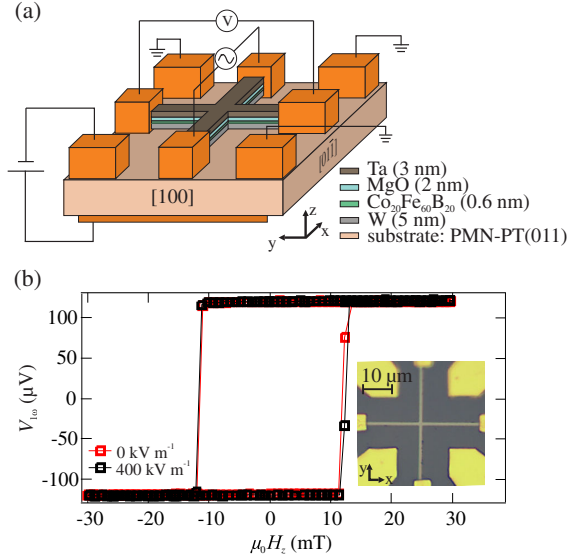 (a)
V
[100]
[011̄]
z
y
x
Ta (3 nm)
MgO (2 nm)
Co₂₀Fe₆₀B₂₀ (0.6 nm)
W (5 nm)
substrate: PMN-PT(011)
(b)
100
50
0
-50
-100
V₁ω (μV)
0 kV m⁻¹
400 kV m⁻¹
10 μm
y
x
-30
-20
-10
0
10
20
30
μ₀Hz (mT)